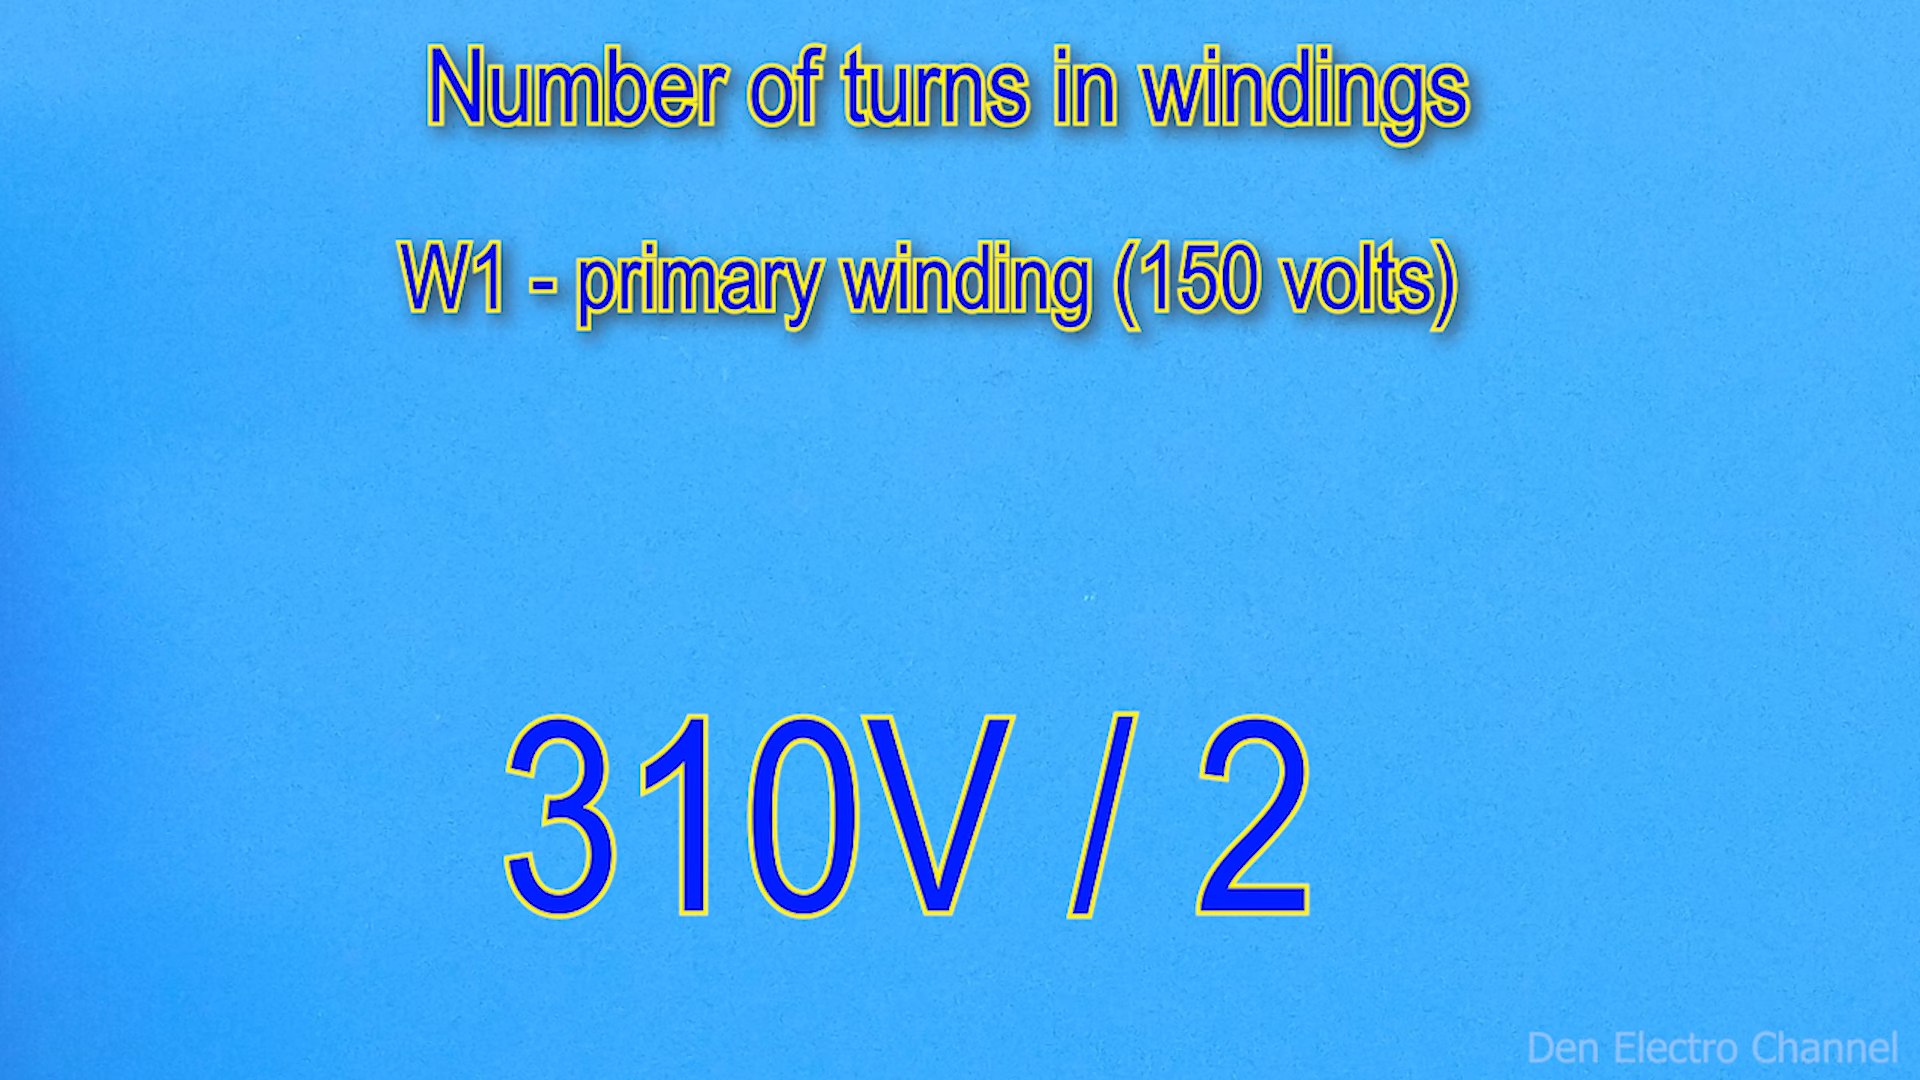 Number of turns in windings
W1 - primary winding (150 volts)
310V / 2
Den Electro Channel